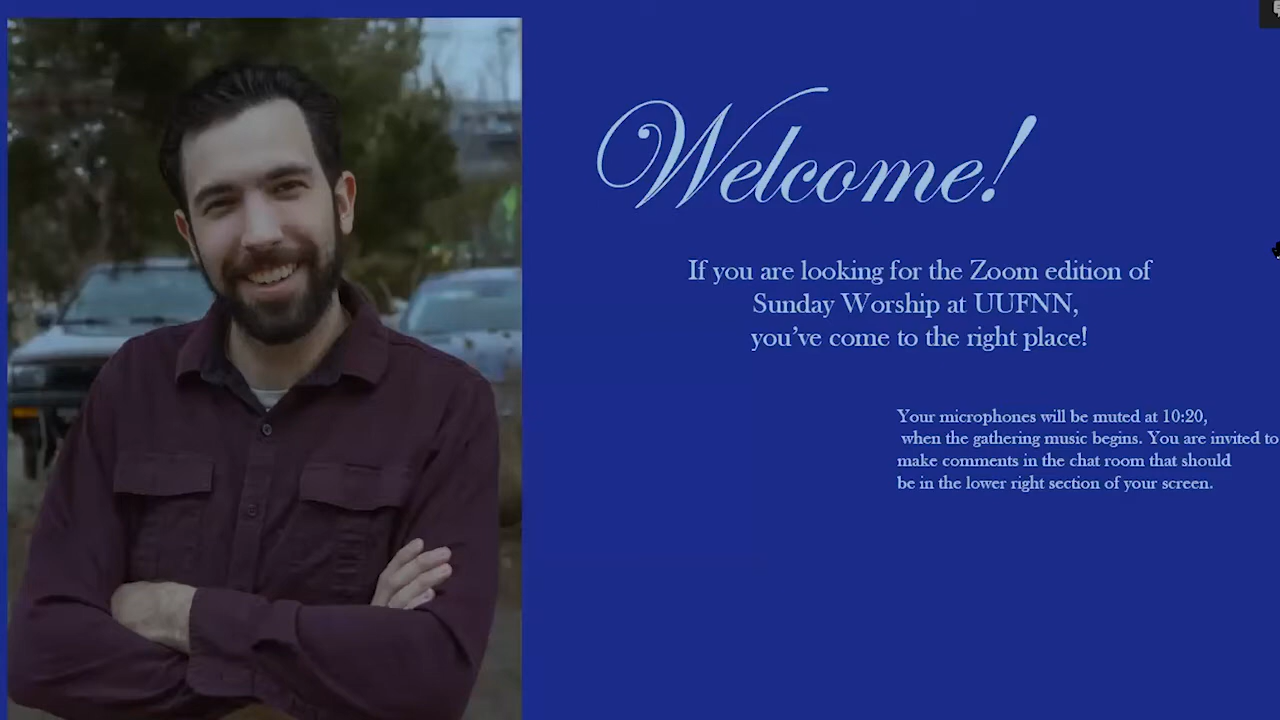 Welcome!
If you are looking for the Zoom edition of
Sunday Worship at UUFNN,
you've come to the right place!
Your microphones will be muted at 10:20,
when the gathering music begins. You are invited to
make comments in the chat room that should
be in the lower right section of your screen.